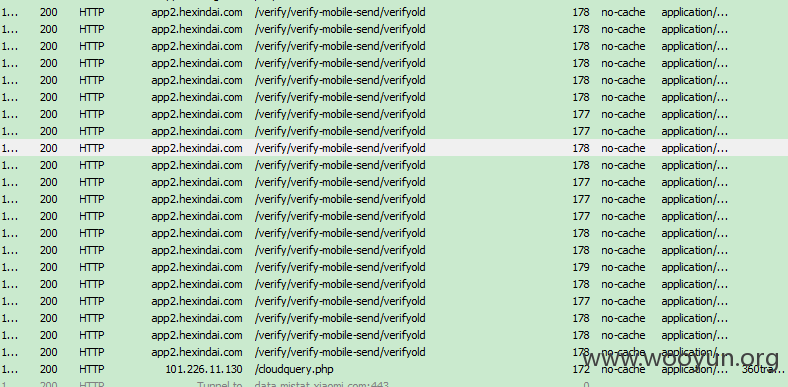 1... 200 HTTP app2.hexindai.com /verify/verify-mobile-send/verifyold 178 no-cache application/...
1... 200 HTTP app2.hexindai.com /verify/verify-mobile-send/verifyold 178 no-cache application/...
1... 200 HTTP app2.hexindai.com /verify/verify-mobile-send/verifyold 178 no-cache application/...
1... 200 HTTP app2.hexindai.com /verify/verify-mobile-send/verifyold 178 no-cache application/...
1... 200 HTTP app2.hexindai.com /verify/verify-mobile-send/verifyold 178 no-cache application/...
1... 200 HTTP app2.hexindai.com /verify/verify-mobile-send/verifyold 178 no-cache application/...
1... 200 HTTP app2.hexindai.com /verify/verify-mobile-send/verifyold 177 no-cache application/...
1... 200 HTTP app2.hexindai.com /verify/verify-mobile-send/verifyold 177 no-cache application/...
1... 200 HTTP app2.hexindai.com /verify/verify-mobile-send/verifyold 178 no-cache application/...
1... 200 HTTP app2.hexindai.com /verify/verify-mobile-send/verifyold 178 no-cache application/...
1... 200 HTTP app2.hexindai.com /verify/verify-mobile-send/verifyold 177 no-cache application/...
1... 200 HTTP app2.hexindai.com /verify/verify-mobile-send/verifyold 177 no-cache application/...
1... 200 HTTP app2.hexindai.com /verify/verify-mobile-send/verifyold 178 no-cache application/...
1... 200 HTTP app2.hexindai.com /verify/verify-mobile-send/verifyold 178 no-cache application/...
1... 200 HTTP app2.hexindai.com /verify/verify-mobile-send/verifyold 178 no-cache application/...
1... 200 HTTP app2.hexindai.com /verify/verify-mobile-send/verifyold 179 no-cache application/...
1... 200 HTTP app2.hexindai.com /verify/verify-mobile-send/verifyold 178 no-cache application/...
1... 200 HTTP app2.hexindai.com /verify/verify-mobile-send/verifyold 177 no-cache application/...
1... 200 HTTP app2.hexindai.com /verify/verify-mobile-send/verifyold 178 no-cache application/...
1... 200 HTTP app2.hexindai.com /verify/verify-mobile-send/verifyold 178 no-cache application/...
1... 200 HTTP app2.hexindai.com /verify/verify-mobile-send/verifyold 178 no-cache application/...
www.wooyun.org
1... 200 HTTP 101.226.11.130 /cloudquery.php 172 no-cache application/... 360tra...
1... 200 HTTP Tunnel to data.mistat.xiaomi.com:443 0